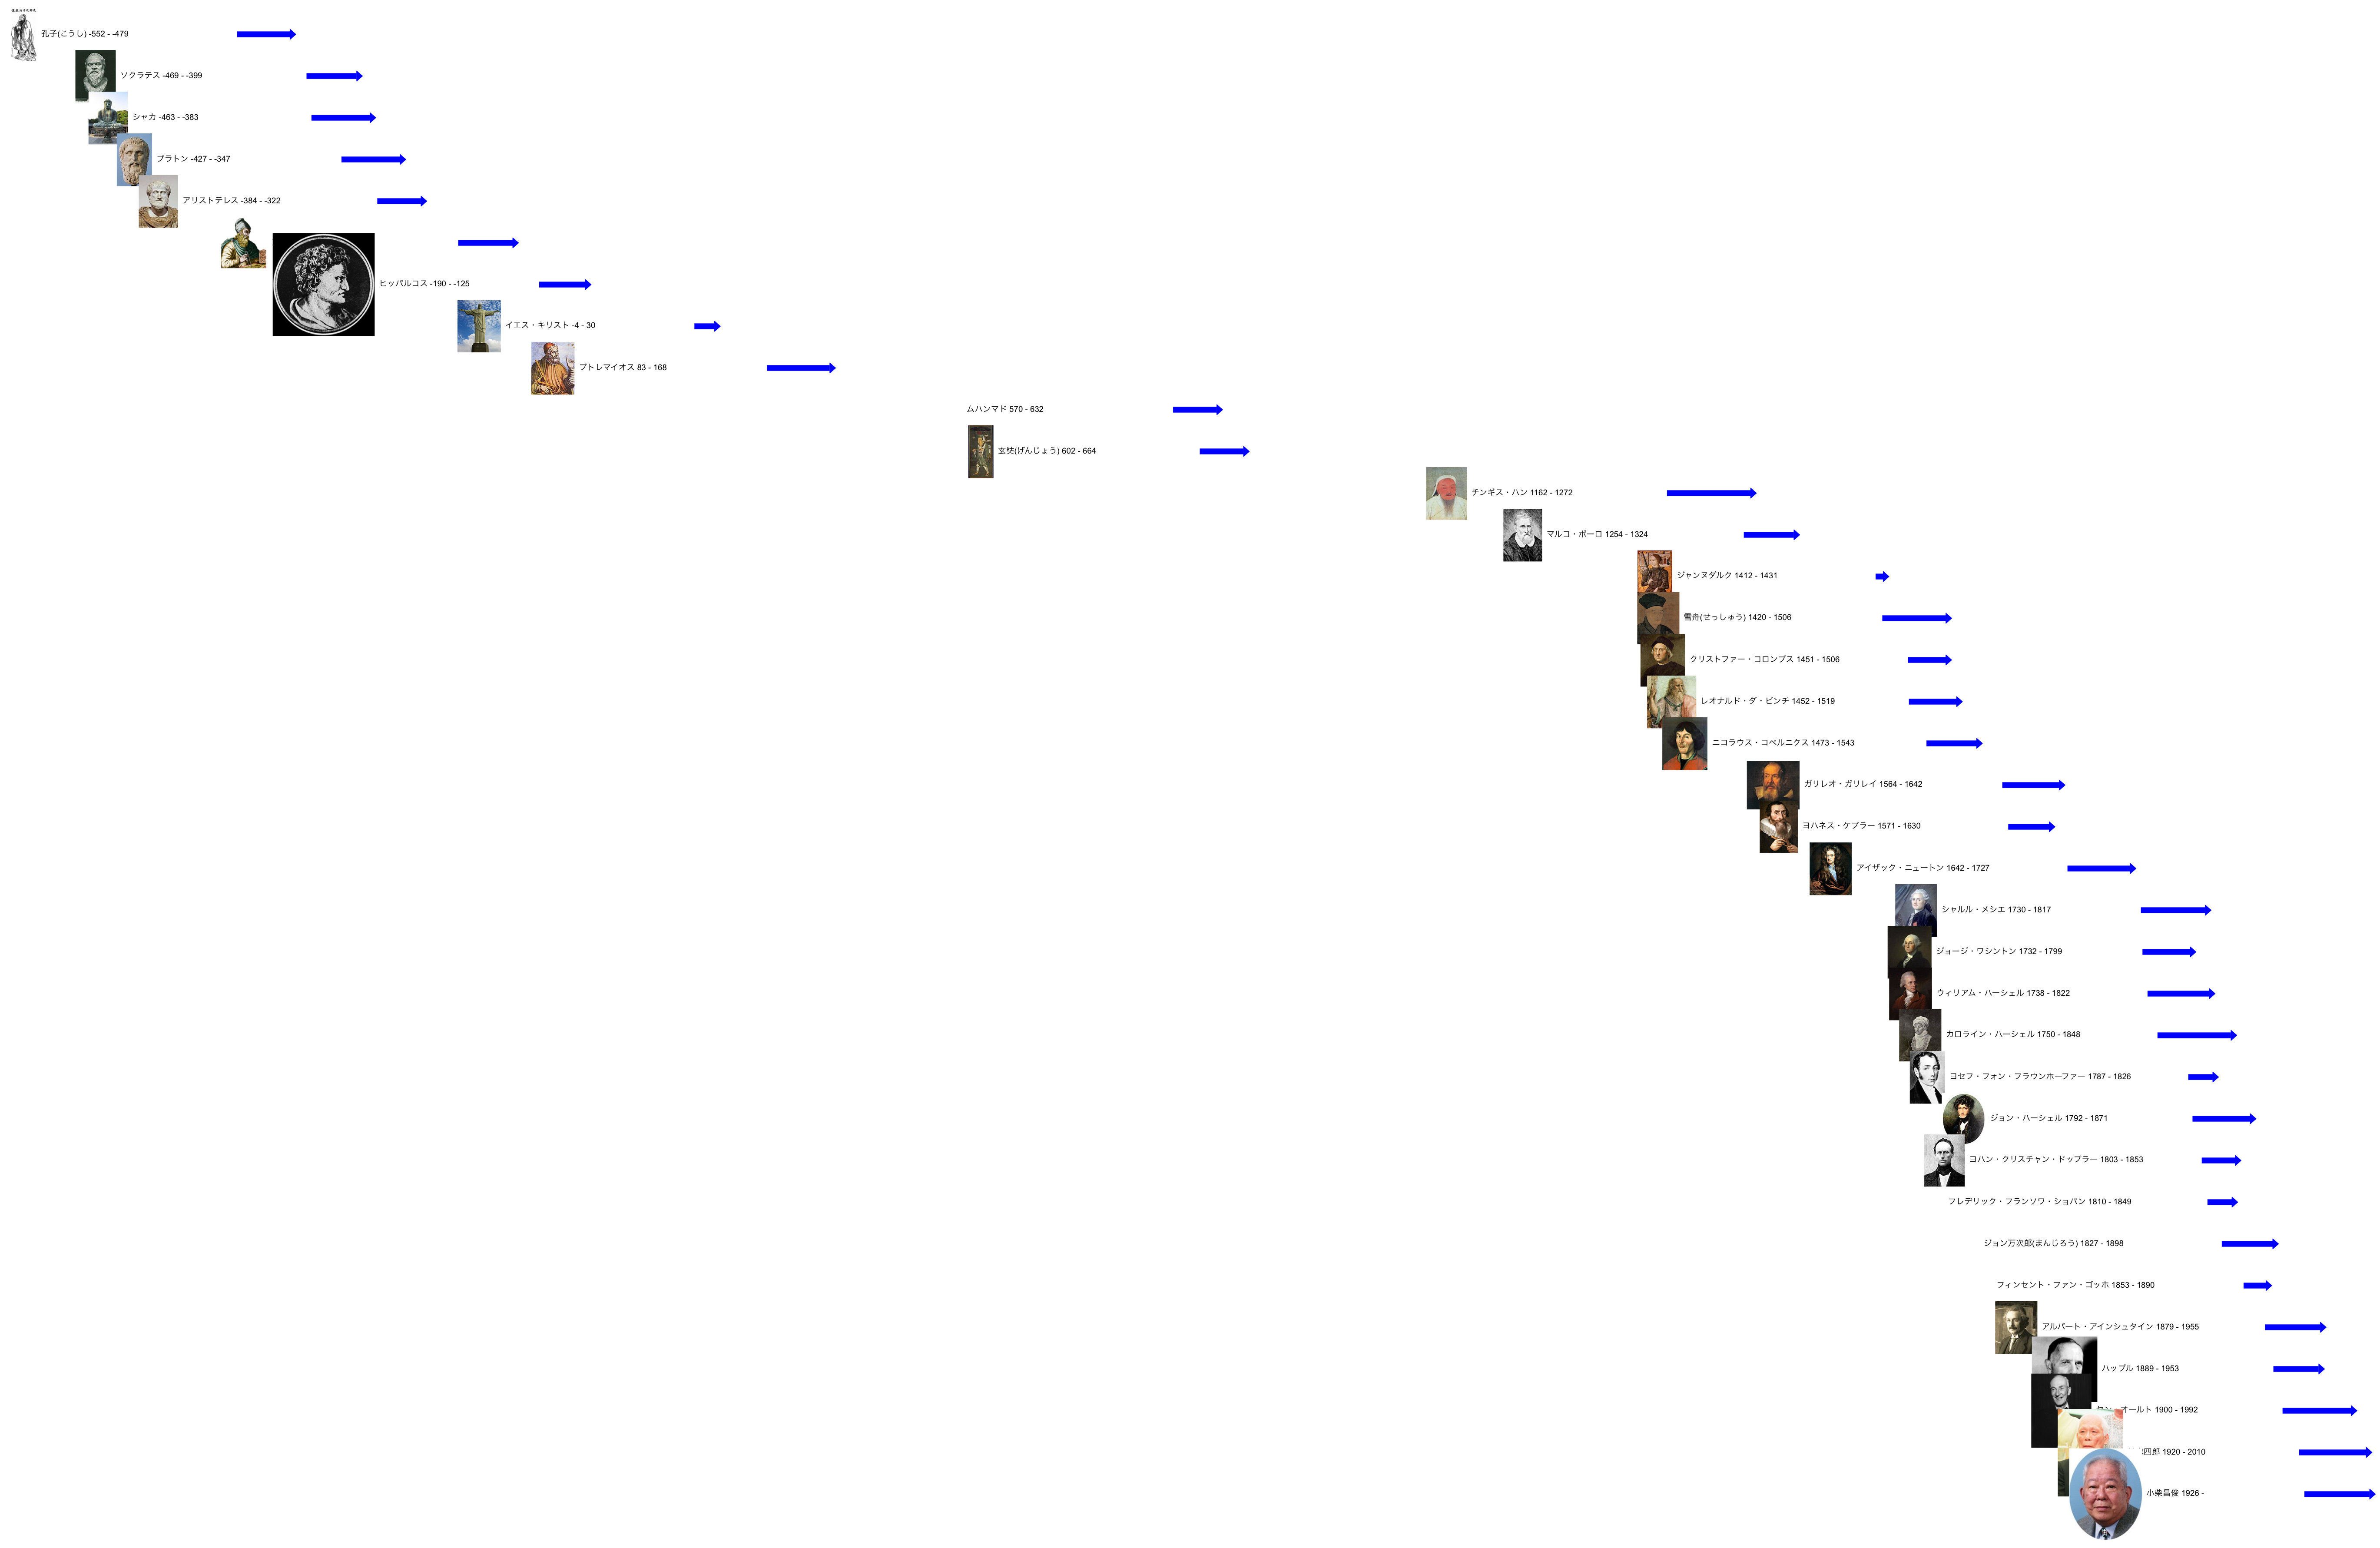 孔子(こうし) -552 - -479
ソクラテス -469 - -399
シャカ -463 - -383
プラトン -427 - -347
アリストテレス -384 - -322
ヒッパルコス -190 - -125
イエス・キリスト -4 - 30
プトレマイオス 83 - 168
ムハンマド 570 - 632
玄奘(げんじょう) 602 - 664
チンギス・ハン 1162 - 1272
マルコ・ポーロ 1254 - 1324
ジャンヌダルク 1412 - 1431
雪舟(せっしゅう) 1420 - 1506
クリストファー・コロンブス 1451 - 1506
レオナルド・ダ・ビンチ 1452 - 1519
ニコラウス・コペルニクス 1473 - 1543
ガリレオ・ガリレイ 1564 - 1642
ヨハネス・ケプラー 1571 - 1630
アイザック・ニュートン 1642 - 1727
シャルル・メシエ 1730 - 1817
ジョージ・ワシントン 1732 - 1799
ウィリアム・ハーシェル 1738 - 1822
カロライン・ハーシェル 1750 - 1848
ヨセフ・フォン・フラウンホーファー 1787 - 1826
ジョン・ハーシェル 1792 - 1871
ヨハン・クリスチャン・ドップラー 1803 - 1853
フレデリック・フランソワ・ショパン 1810 - 1849
ジョン万次郎(まんじろう) 1827 - 1898
フィンセント・ファン・ゴッホ 1853 - 1890
アルバート・アインシュタイン 1879 - 1955
ハッブル 1889 - 1953
オールト 1900 - 1992
四郎 1920 - 2010
小柴昌俊 1926 -